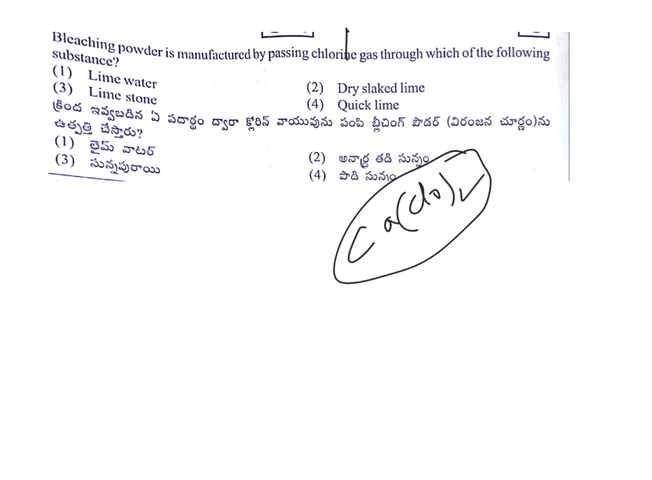 Bleaching powder is manufactured by passing chlorine gas through which of the following
substance?
(1) Lime water
(2) Dry slaked lime
(3) Lime stone
(4) Quick lime
క్రింద ఇవ్వబడిన ఏ పదార్థం ద్వారా క్లోరిన్ వాయువును పంపి బ్లీచింగ్ పౌడర్ (విరంజన చూర్ణం)ను
ఉత్పత్తి చేస్తారు?
(1) లైమ్ వాటర్
(2) అనార్ద్ర తడి సున్నం
(3) సున్నపురాయి
(4) పొడి సున్నం
Ca(clo)2